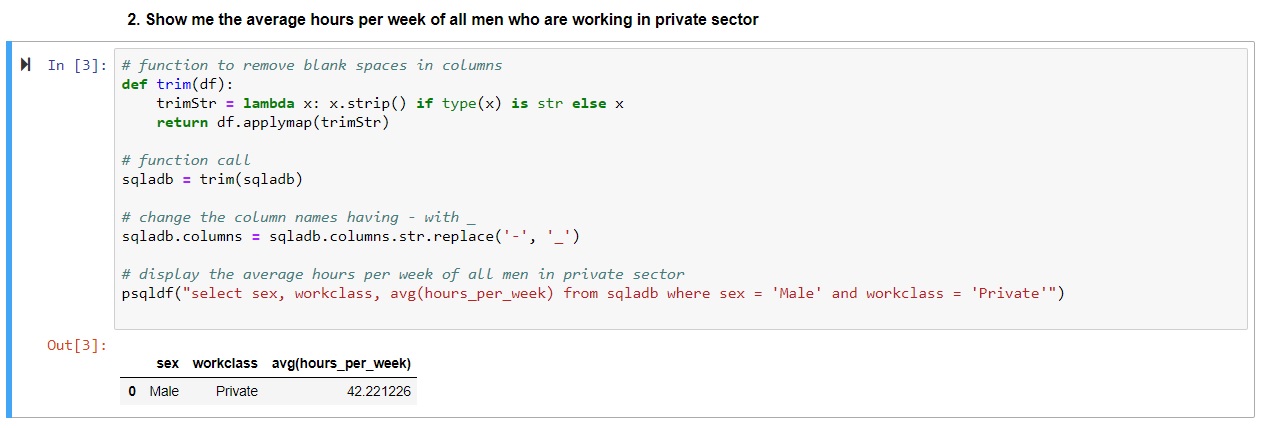 2. Show me the average hours per week of all men who are working in private sector
In [3]:
# function to remove blank spaces in columns
def trim(df):
    trimStr = lambda x: x.strip() if type(x) is str else x
    return df.applymap(trimStr)
# function call
sqladb = trim(sqladb)
# change the column names having - with _
sqladb.columns = sqladb.columns.str.replace('-', '_')
# display the average hours per week of all men in private sector
psqldf("select sex, workclass, avg(hours_per_week) from sqladb where sex = 'Male' and workclass = 'Private'")
Out[3]:
sex workclass avg(hours_per_week)
0 Male Private 42.221226